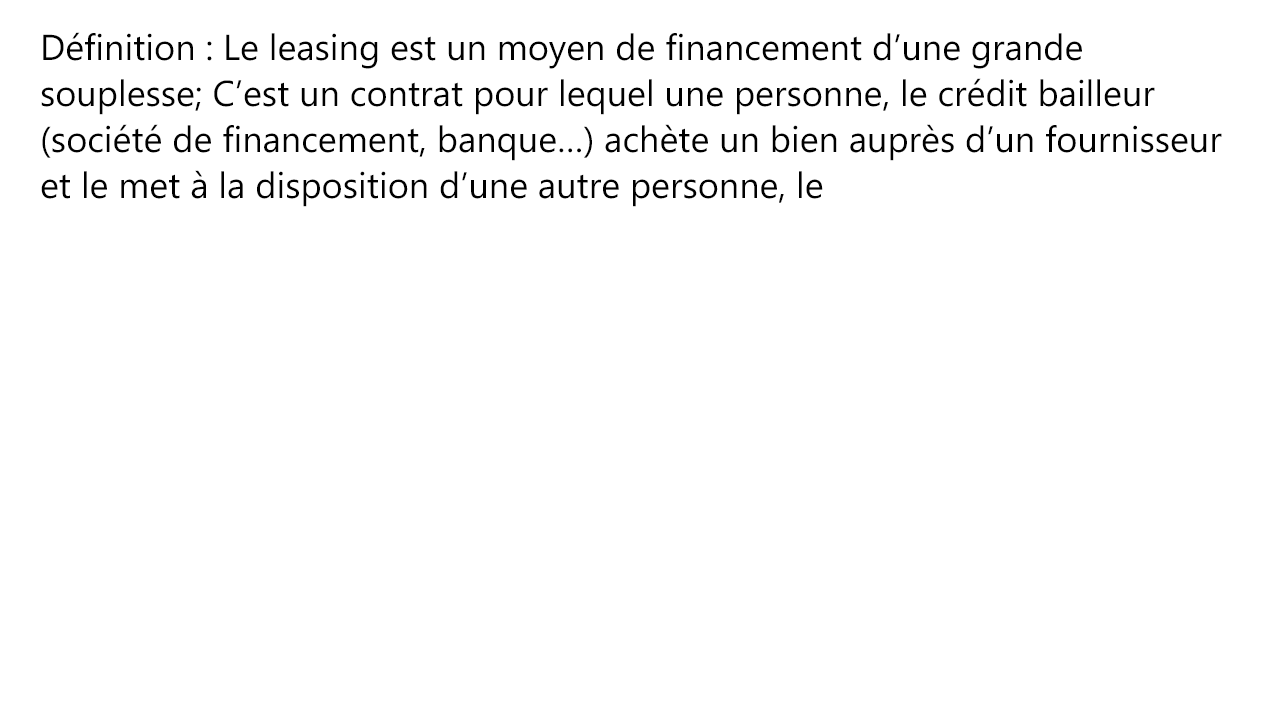 Définition : Le leasing est un moyen de financement d’une grande
souplesse; C’est un contrat pour lequel une personne, le crédit bailleur
(société de financement, banque…) achète un bien auprès d’un fournisseur
et le met à la disposition d’une autre personne, le